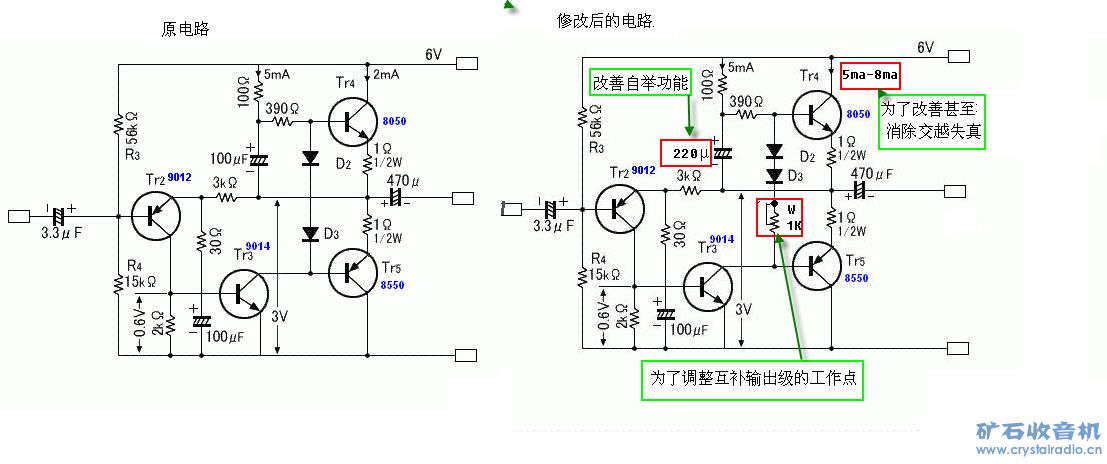 原电路
6V
5mA
Tr4
2mA
100Ω
390Ω
8050
56kΩ
R3
100μF
+
−
D2
1Ω
1/2W
470μ
+
−
Tr2
9012
3kΩ
3.3μF
−
+
30Ω
9014
Tr3
D3
1Ω
1/2W
Tr5
8550
R4
15kΩ
0.6V
2kΩ
+
−
100μF
3V
修改后的电路.
6V
5mA
Tr4
5ma-8ma
改善自举功能
100Ω
390Ω
8050
为了改善甚至:
消除交越失真
56kΩ
R3
220μ
+
−
D2
1Ω
1/2W
470μF
+
−
Tr2
9012
3kΩ
D3
3.3μF
−
+
W
1K
30Ω
9014
Tr3
1Ω
1/2W
Tr5
8550
R4
15kΩ
0.6V
2kΩ
+
−
100μF
3V
为了调整互补输出级的工作点
矿石收音机
www.crystalradio.cn